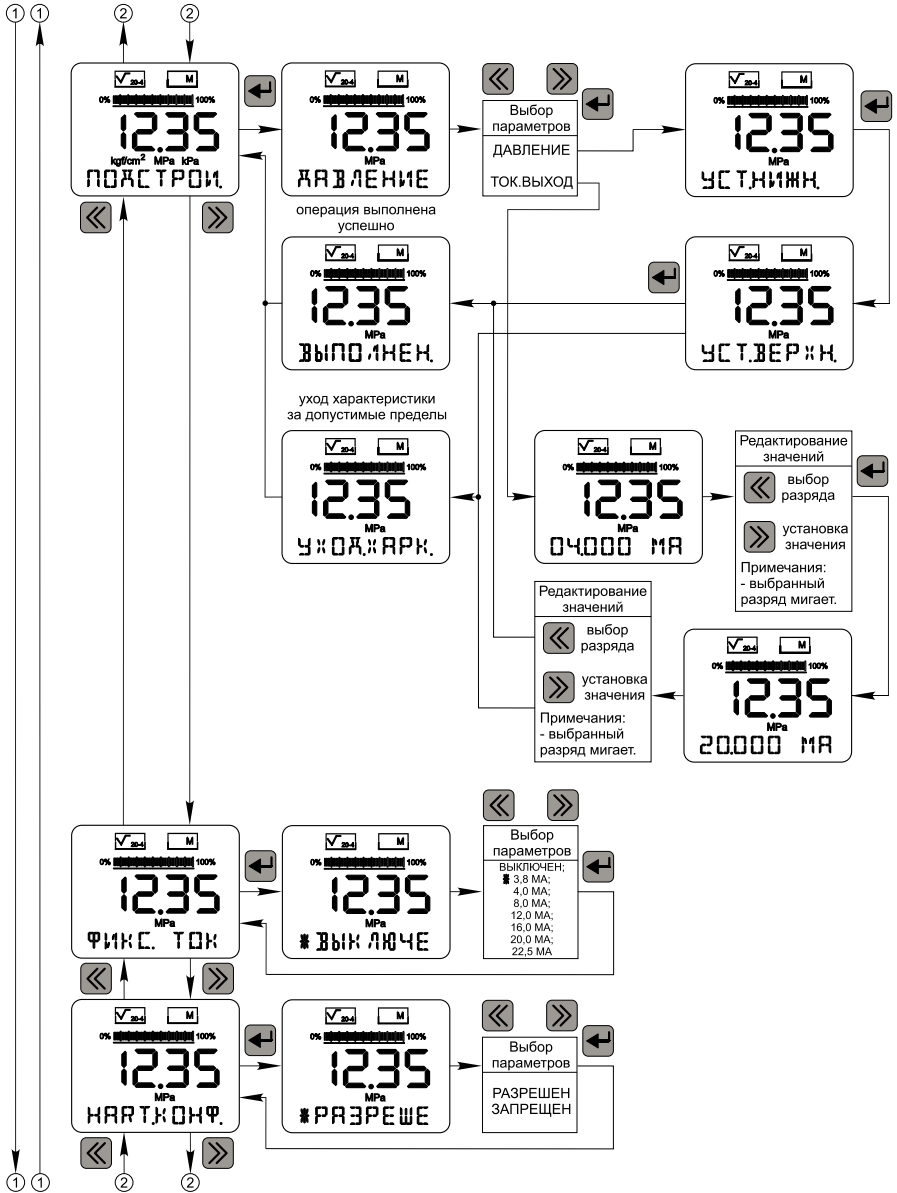 1 1 2 2
√ 20-4 M
0% 100%
12.35
kgf/cm² MPa kPa
ПОДСТРОИ.
√ 20-4 M
0% 100%
12.35
MPa
ДАВЛЕНИЕ
Выбор
параметров
ДАВЛЕНИЕ
ТОК.ВЫХОД
√ 20-4 M
0% 100%
12.35
MPa
УСТ.НИЖН.
операция выполнена
успешно
√ 20-4 M
0% 100%
12.35
MPa
ВЫПОЛНЕН.
√ 20-4 M
0% 100%
12.35
MPa
УСТ.ВЕРХН.
уход характеристики
за допустимые пределы
√ 20-4 M
0% 100%
12.35
MPa
УХОД.ХАРК.
√ 20-4 M
0% 100%
12.35
MPa
04.000 МА
Редактирование
значений
выбор
разряда
установка
значения
Примечания:
- выбранный
разряд мигает.
Редактирование
значений
выбор
разряда
установка
значения
Примечания:
- выбранный
разряд мигает.
√ 20-4 M
0% 100%
12.35
MPa
20.000 МА
√ 20-4 M
0% 100%
12.35
MPa
ФИКС. ТОК
√ 20-4 M
0% 100%
12.35
MPa
*ВЫКЛЮЧЕ
Выбор
параметров
ВЫКЛЮЧЕН;
* 3,8 МА;
4,0 МА;
8,0 МА;
12,0 МА;
16,0 МА;
20,0 МА;
22,5 МА
√ 20-4 M
0% 100%
12.35
MPa
HART.КОНФ.
√ 20-4 M
0% 100%
12.35
MPa
*РАЗРЕШЕ
Выбор
параметров
РАЗРЕШЕН
ЗАПРЕЩЕН
1 1 2 2